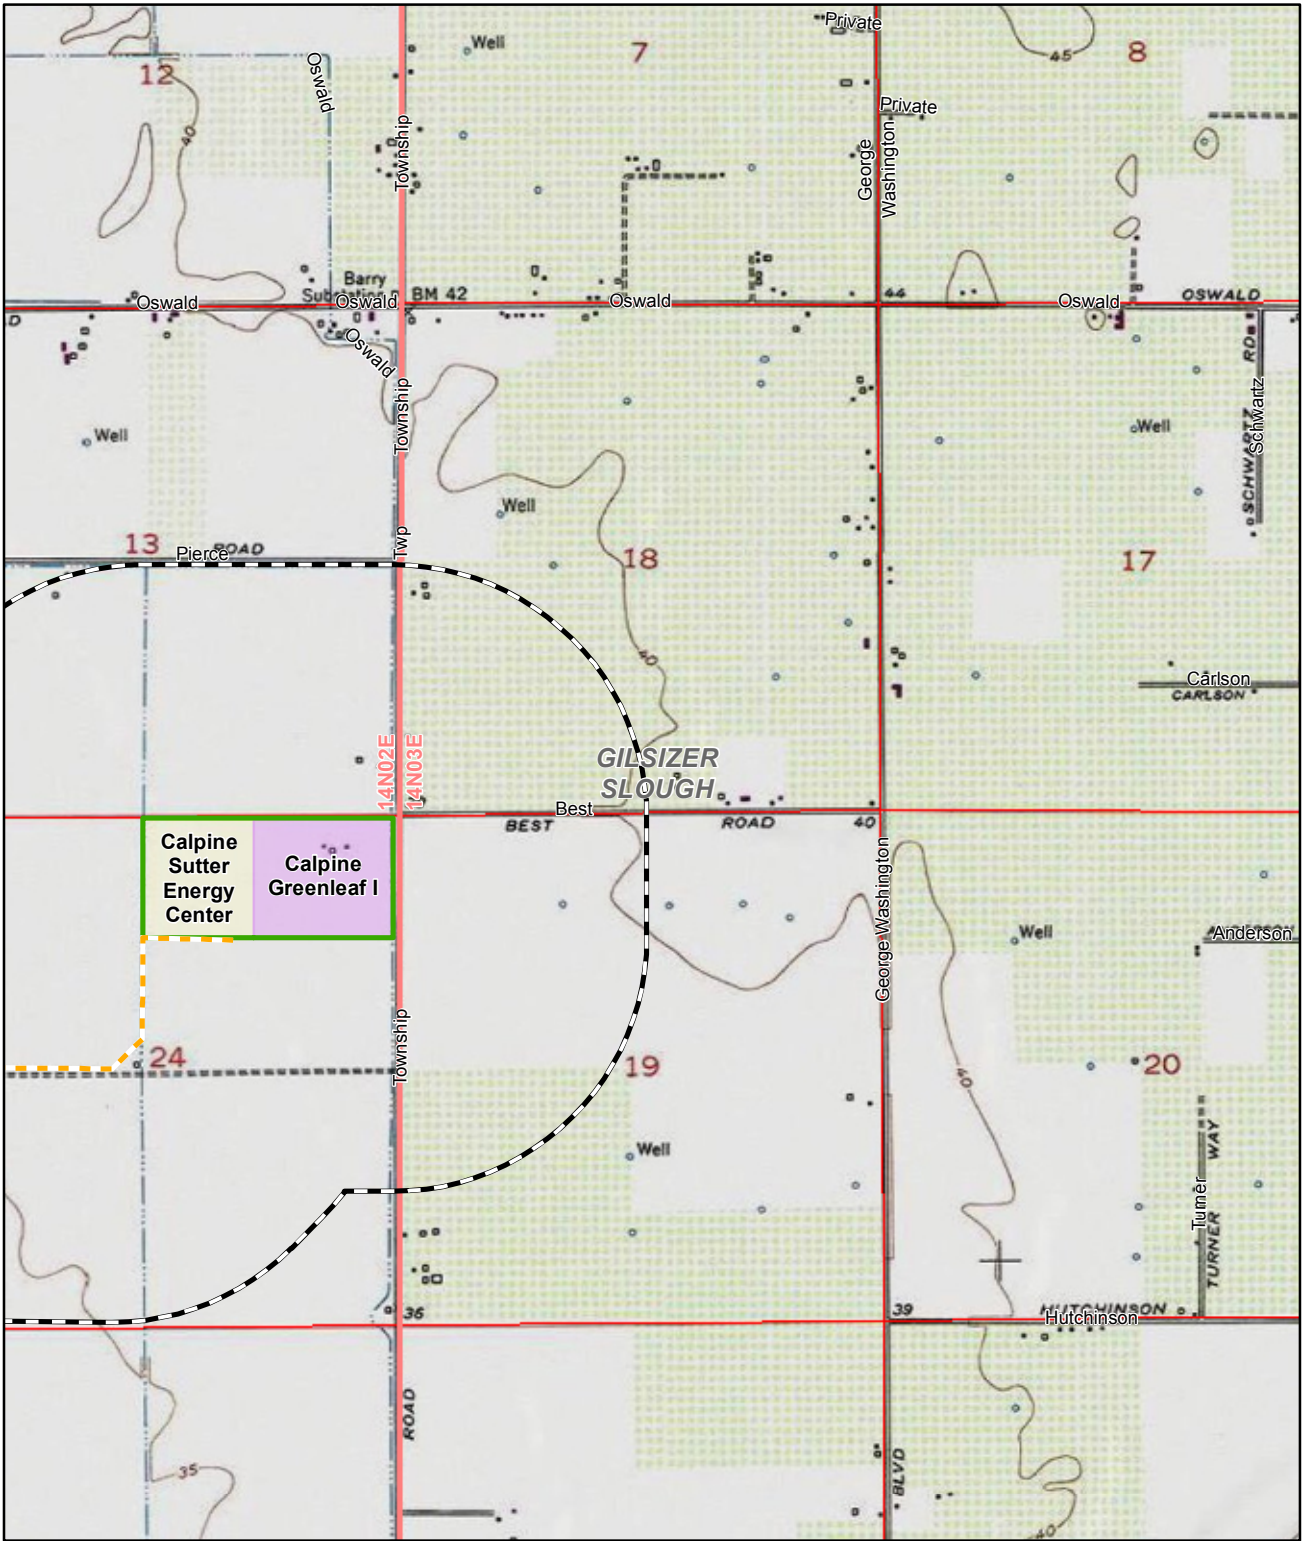 Private
Well
7
8
45
12
Oswald
Private
40
Township
George
Washington
Barry
Substation
BM 42
Oswald
Oswald
Oswald
44
Oswald
OSWALD
Oswald
Township
Schwartz
SCHWARTZ
Well
Well
Well
13
ROAD
Pierce
Twp
18
17
40
Carlson
CARLSON
14N02E
14N03E
GILSIZER
SLOUGH
Best
BEST
ROAD
40
Calpine
Sutter
Energy
Center
Calpine
Greenleaf I
George Washington
Well
Anderson
Township
24
19
20
40
Well
WAY
Turner
TURNER
36
39
HUTCHINSON
Hutchinson
ROAD
35
BLVD
40